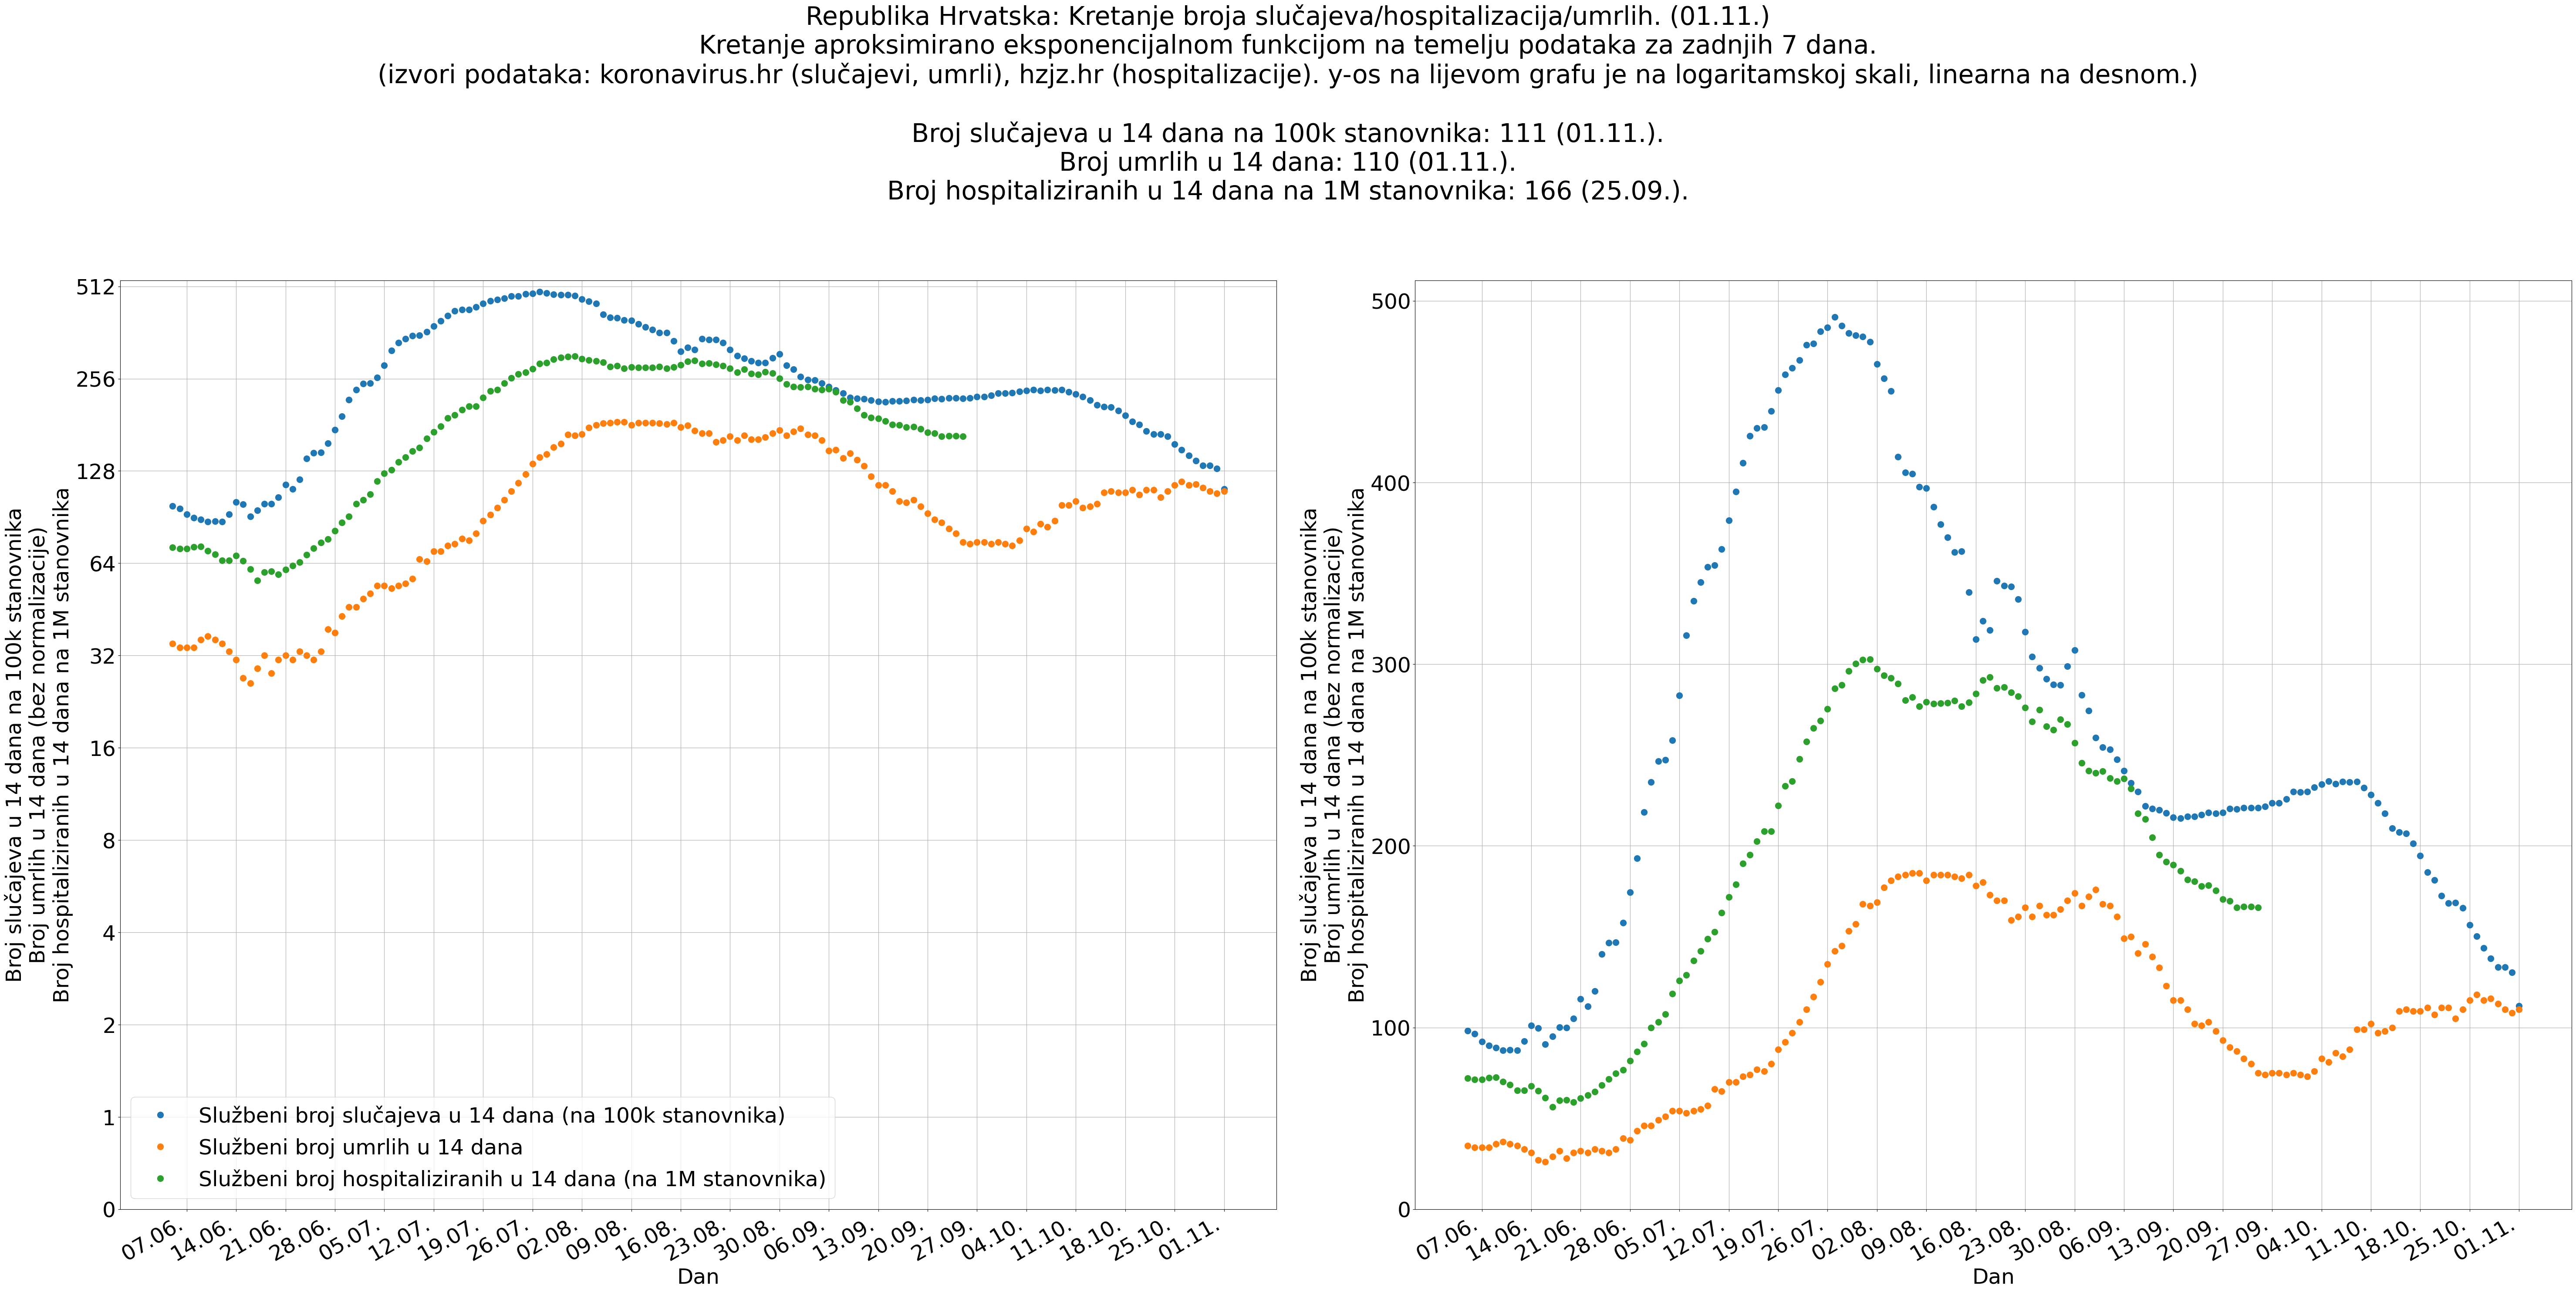 Republika Hrvatska: Kretanje broja slučajeva/hospitalizacija/umrlih. (01.11.)
Kretanje aproksimirano eksponencijalnom funkcijom na temelju podataka za zadnjih 7 dana.
(izvori podataka: koronavirus.hr (slučajevi, umrli), hzjz.hr (hospitalizacije). y-os na lijevom grafu je na logaritamskoj skali, linearna na desnom.)
Broj slučajeva u 14 dana na 100k stanovnika: 111 (01.11.).
Broj umrlih u 14 dana: 110 (01.11.).
Broj hospitaliziranih u 14 dana na 1M stanovnika: 166 (25.09.).
Broj slučajeva u 14 dana na 100k stanovnika
Broj umrlih u 14 dana (bez normalizacije)
Broj hospitaliziranih u 14 dana na 1M stanovnika
512
256
128
64
32
16
8
4
2
1
0
Službeni broj slučajeva u 14 dana (na 100k stanovnika)
Službeni broj umrlih u 14 dana
Službeni broj hospitaliziranih u 14 dana (na 1M stanovnika)
07.06. 14.06. 21.06. 28.06. 05.07. 12.07. 19.07. 26.07. 02.08. 09.08. 16.08. 23.08. 30.08. 06.09. 13.09. 20.09. 27.09. 04.10. 11.10. 18.10. 25.10. 01.11.
Dan
Broj slučajeva u 14 dana na 100k stanovnika
Broj umrlih u 14 dana (bez normalizacije)
Broj hospitaliziranih u 14 dana na 1M stanovnika
500
400
300
200
100
0
07.06. 14.06. 21.06. 28.06. 05.07. 12.07. 19.07. 26.07. 02.08. 09.08. 16.08. 23.08. 30.08. 06.09. 13.09. 20.09. 27.09. 04.10. 11.10. 18.10. 25.10. 01.11.
Dan